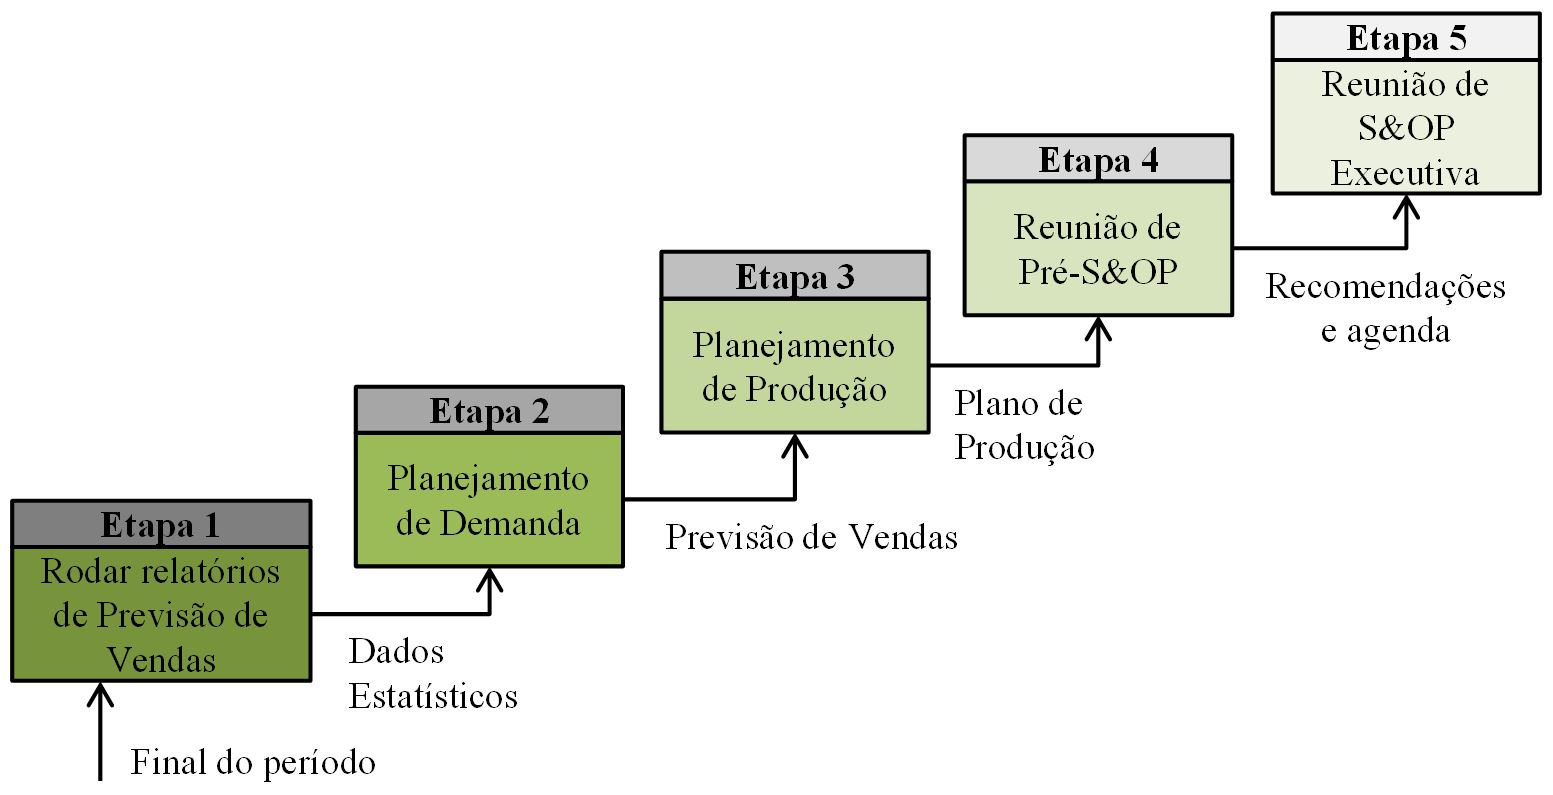 Etapa 1
Rodar relatórios
de Previsão de
Vendas
Final do período
Dados
Estatísticos
Etapa 2
Planejamento
de Demanda
Previsão de Vendas
Etapa 3
Planejamento
de Produção
Plano de
Produção
Etapa 4
Reunião de
Pré-S&OP
Recomendações
e agenda
Etapa 5
Reunião de
S&OP
Executiva